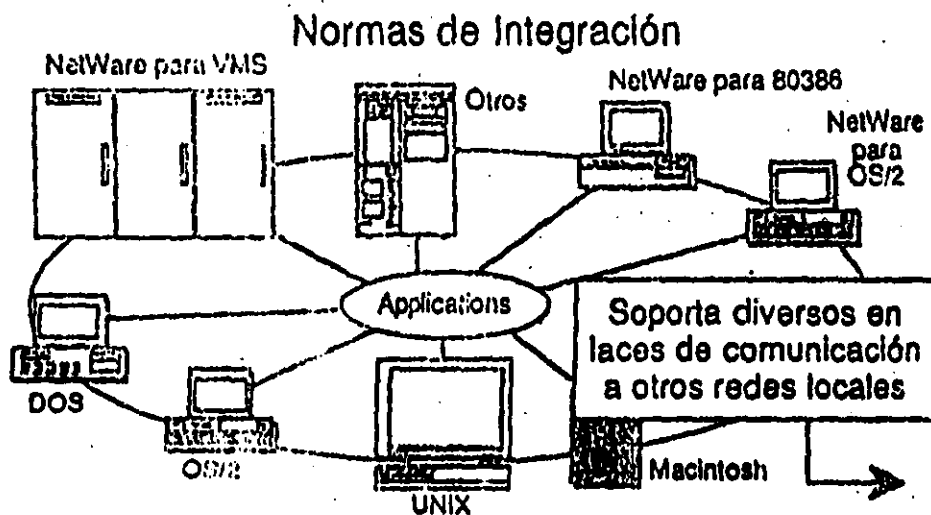 Normas de Integración
NetWare para VMS
Otros
NetWare para 80386
NetWare
para
OS/2
Applications
Soporta diversos en
laces de comunicación
a otros redes locales
DOS
OS/2
UNIX
Macintosh